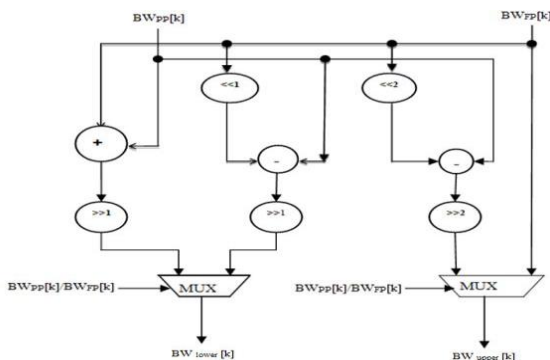 BWPP[k]
BWFP[k]
<<1
<<2
+
-
-
>>1
>>1
>>2
BWPP[k]/BWFP[k]
MUX
BWPP[k]/BWFP[k]
MUX
BW lower [k]
BW upper [k]